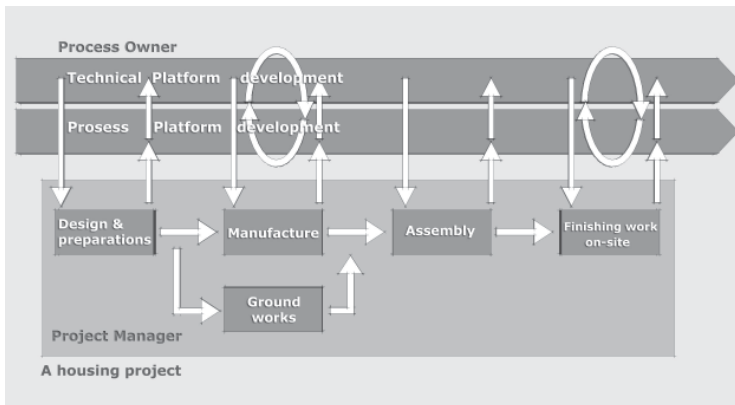 Process Owner
Technical Platform development
Prosess Platform development
Design &
preparations
Manufacture
Assembly
Finishing work
on-site
Ground
works
Project Manager
A housing project